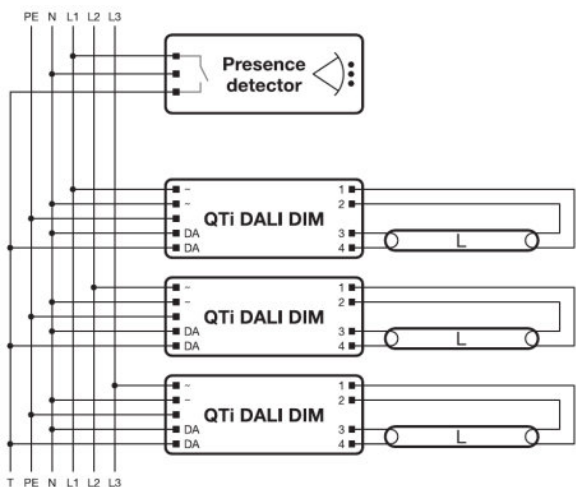 PE N L1 L2 L3
Presence
detector
~ 1
~ 2
QTi DALI DIM
DA 3
DA 4
L
~ 1
~ 2
QTi DALI DIM
DA 3
DA 4
L
~ 1
~ 2
QTi DALI DIM
DA 3
DA 4
L
T PE N L1 L2 L3